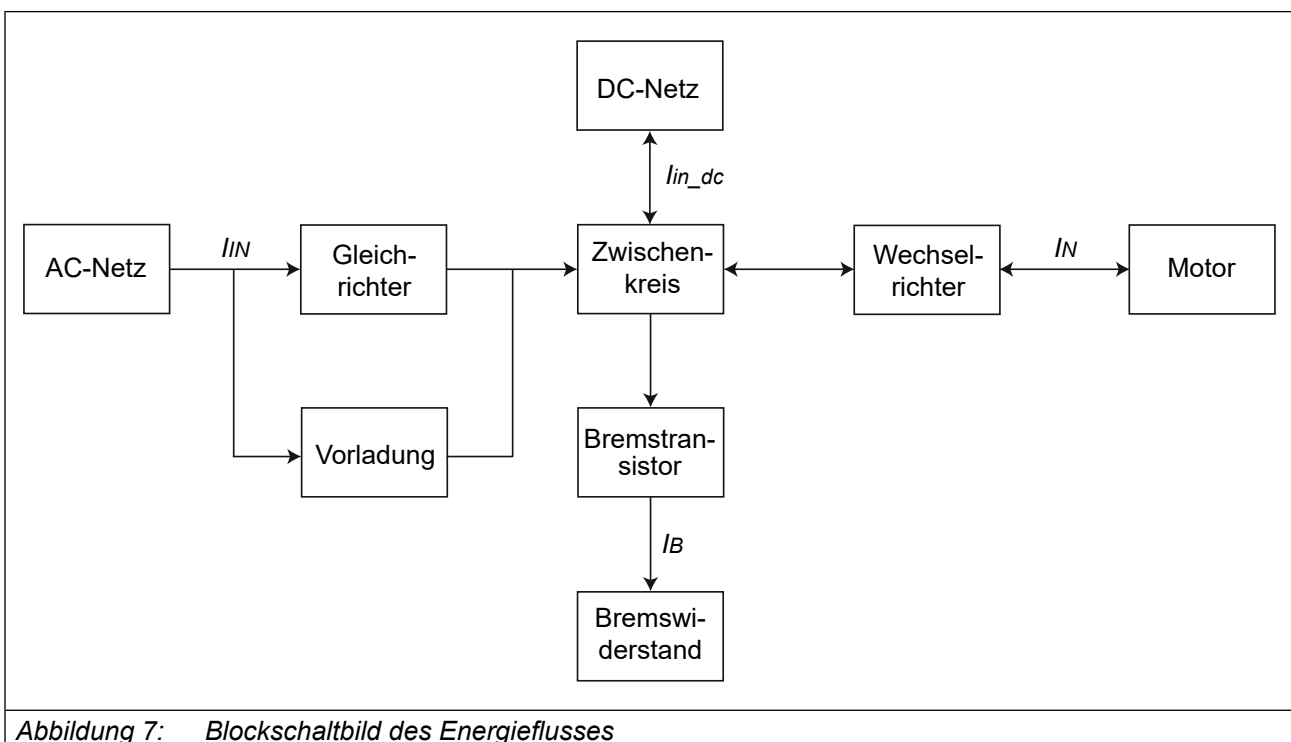 DC-Netz
Iin_dc
AC-Netz
IIN
Gleich-
richter
Zwischen-
kreis
Wechsel-
richter
IN
Motor
Vorladung
Bremstran-
sistor
IB
Bremswi-
derstand
Abbildung 7: Blockschaltbild des Energieflusses